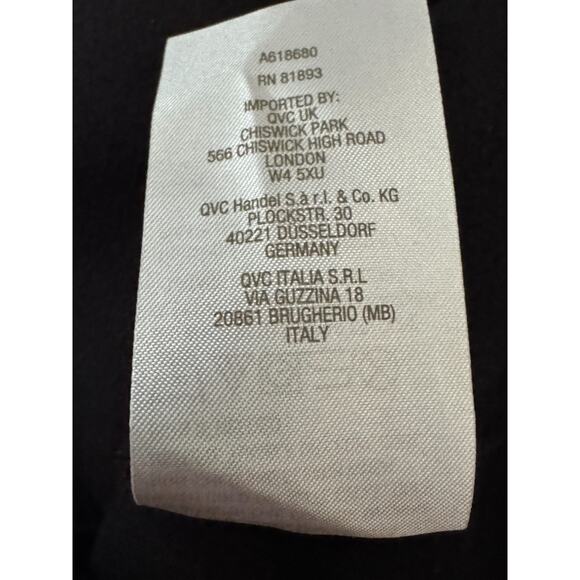 A618680
RN 81893
IMPORTED BY:
QVC UK
CHISWICK PARK
566 CHISWICK HIGH ROAD
LONDON
W4 5XU
QVC Handel S.à r.l. & Co. KG
PLOCKSTR. 30
40221 DÜSSELDORF
GERMANY
QVC ITALIA S.R.L
VIA GUZZINA 18
20861 BRUGHERIO (MB)
ITALY